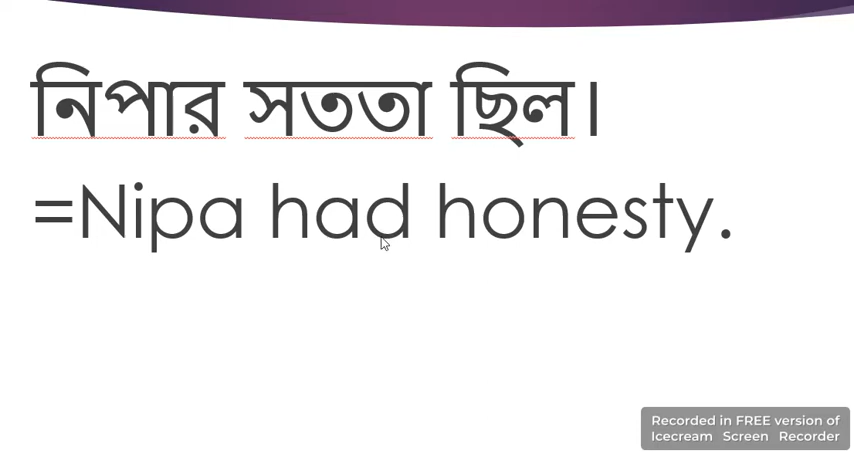 নিপার সততা ছিল।
=Nipa had honesty.
Recorded in FREE version of
Icecream Screen Recorder